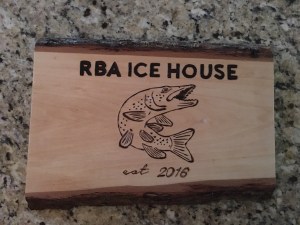 RBA ICE HOUSE
est 2016